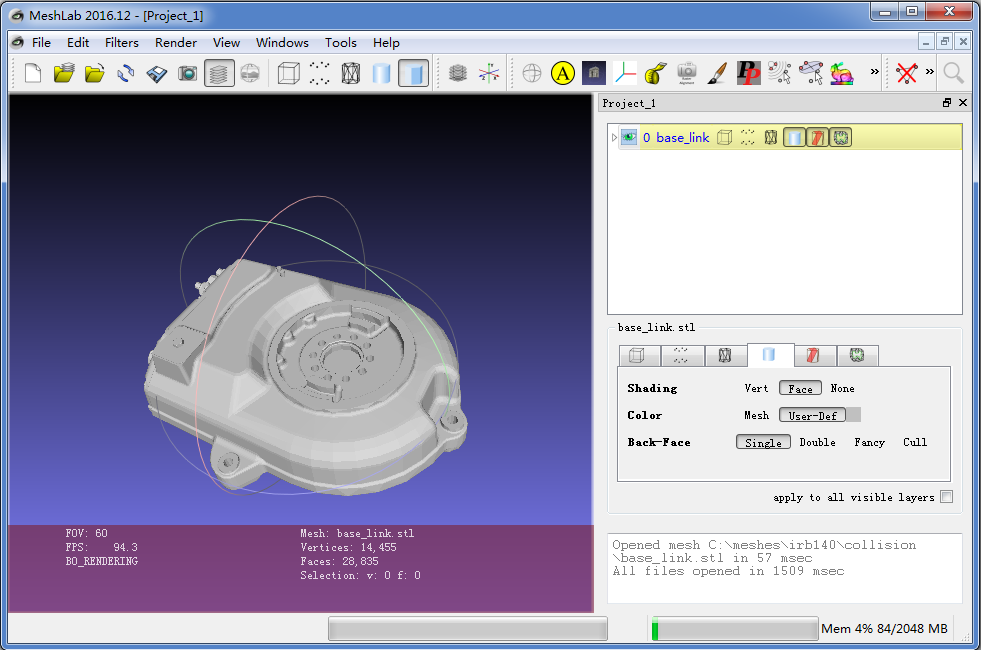 MeshLab 2016.12 - [Project_1]
File Edit Filters Render View Windows Tools Help
A PP » »
Project_1
0 base_link
base_link.stl
Shading Vert Face None
Color Mesh User-Def
Back-Face Single Double Fancy Cull
apply to all visible layers
FOV: 60
FPS: 94.3
BO_RENDERING
Mesh: base_link.stl
Vertices: 14,455
Faces: 28,835
Selection: v: 0 f: 0
Opened mesh C:\meshes\irb140\collision
\base_link.stl in 57 msec
All files opened in 1509 msec
Mem 4% 84/2048 MB